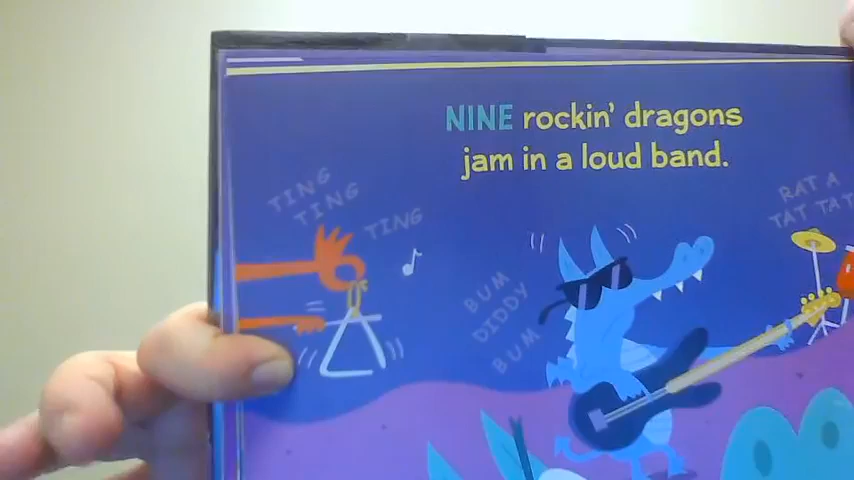 NINE rockin' dragons
jam in a loud band.
TING
TING
TING
BUM
DIDDY
BUM
RAT A
TAT TAT